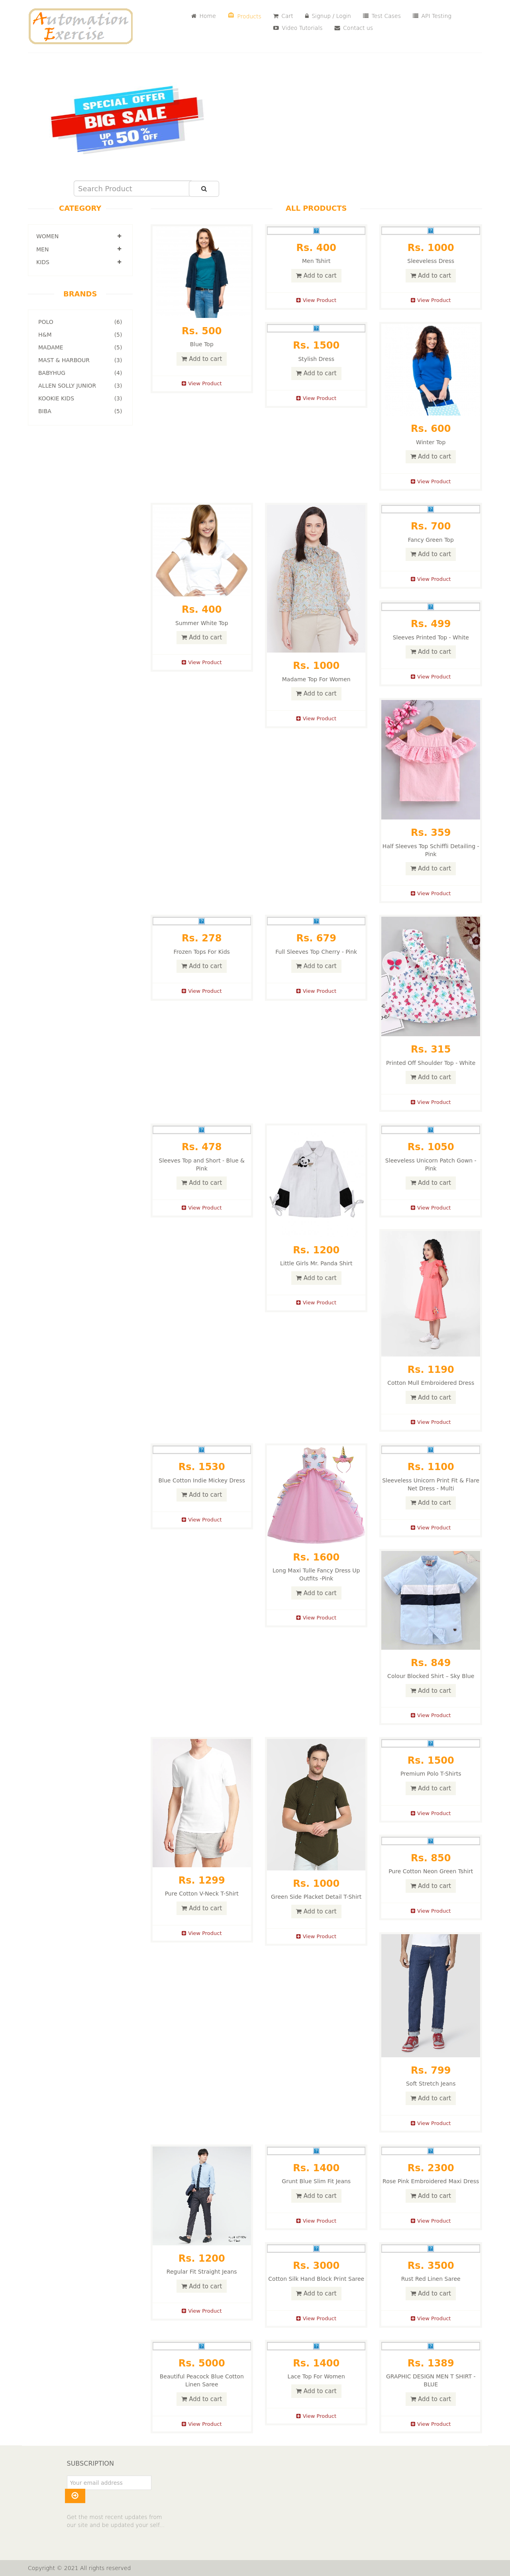 Automation
Exercise
Home
Products
Cart
Signup / Login
Test Cases
API Testing
Video Tutorials
Contact us
SPECIAL OFFER
BIG SALE
UP TO 50% OFF
Search Product
CATEGORY
WOMEN
MEN
KIDS
BRANDS
POLO (6)
H&M (5)
MADAME (5)
MAST & HARBOUR (3)
BABYHUG (4)
ALLEN SOLLY JUNIOR (3)
KOOKIE KIDS (3)
BIBA (5)
ALL PRODUCTS
Rs. 500
Blue Top
Add to cart
View Product
Rs. 400
Men Tshirt
Add to cart
View Product
Rs. 1000
Sleeveless Dress
Add to cart
View Product
Rs. 1500
Stylish Dress
Add to cart
View Product
Rs. 600
Winter Top
Add to cart
View Product
Rs. 400
Summer White Top
Add to cart
View Product
Rs. 1000
Madame Top For Women
Add to cart
View Product
Rs. 700
Fancy Green Top
Add to cart
View Product
Rs. 499
Sleeves Printed Top - White
Add to cart
View Product
Rs. 359
Half Sleeves Top Schiffli Detailing -
Pink
Add to cart
View Product
Rs. 278
Frozen Tops For Kids
Add to cart
View Product
Rs. 679
Full Sleeves Top Cherry - Pink
Add to cart
View Product
Rs. 315
Printed Off Shoulder Top - White
Add to cart
View Product
Rs. 478
Sleeves Top and Short - Blue &
Pink
Add to cart
View Product
Rs. 1200
Little Girls Mr. Panda Shirt
Add to cart
View Product
Rs. 1050
Sleeveless Unicorn Patch Gown -
Pink
Add to cart
View Product
Rs. 1190
Cotton Mull Embroidered Dress
Add to cart
View Product
Rs. 1530
Blue Cotton Indie Mickey Dress
Add to cart
View Product
Rs. 1600
Long Maxi Tulle Fancy Dress Up
Outfits -Pink
Add to cart
View Product
Rs. 1100
Sleeveless Unicorn Print Fit & Flare
Net Dress - Multi
Add to cart
View Product
Rs. 849
Colour Blocked Shirt – Sky Blue
Add to cart
View Product
Rs. 1299
Pure Cotton V-Neck T-Shirt
Add to cart
View Product
Rs. 1000
Green Side Placket Detail T-Shirt
Add to cart
View Product
Rs. 1500
Premium Polo T-Shirts
Add to cart
View Product
Rs. 850
Pure Cotton Neon Green Tshirt
Add to cart
View Product
Rs. 799
Soft Stretch Jeans
Add to cart
View Product
Rs. 1200
Regular Fit Straight Jeans
Add to cart
View Product
Rs. 1400
Grunt Blue Slim Fit Jeans
Add to cart
View Product
Rs. 2300
Rose Pink Embroidered Maxi Dress
Add to cart
View Product
Rs. 3000
Cotton Silk Hand Block Print Saree
Add to cart
View Product
Rs. 3500
Rust Red Linen Saree
Add to cart
View Product
Rs. 5000
Beautiful Peacock Blue Cotton
Linen Saree
Add to cart
View Product
Rs. 1400
Lace Top For Women
Add to cart
View Product
Rs. 1389
GRAPHIC DESIGN MEN T SHIRT -
BLUE
Add to cart
View Product
SUBSCRIPTION
Your email address
Get the most recent updates from
our site and be updated your self.
Copyright © 2021 All rights reserved